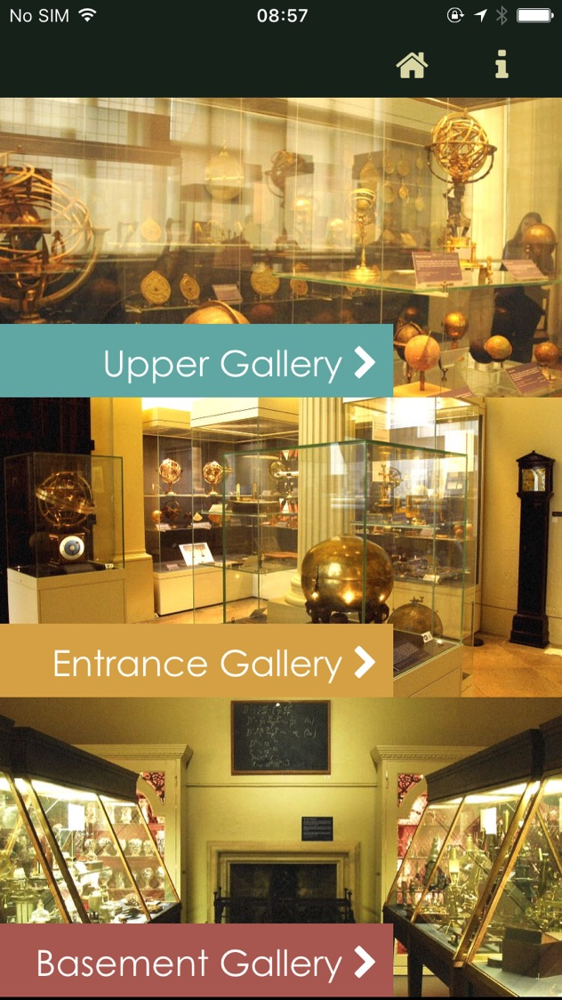 No SIM 08:57
Upper Gallery
Entrance Gallery
Basement Gallery